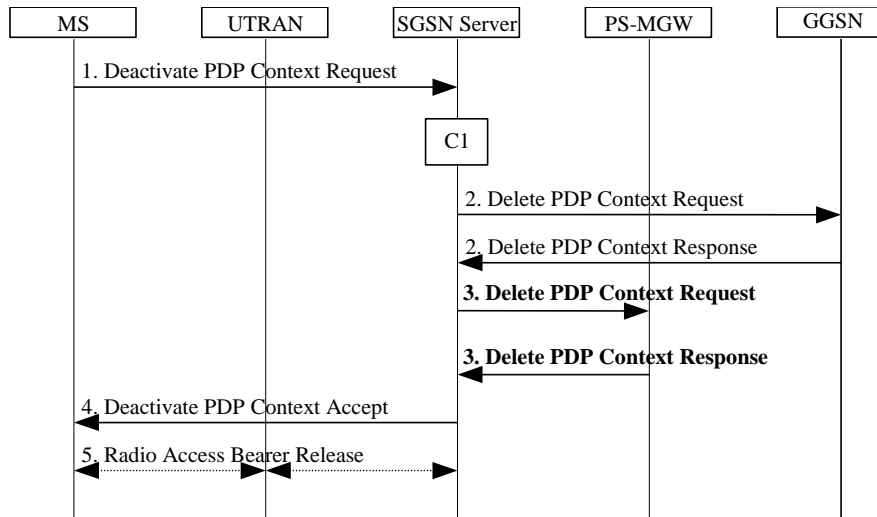 MS
UTRAN
SGSN Server
PS-MGW
GGSN
1. Deactivate PDP Context Request
C1
2. Delete PDP Context Request
2. Delete PDP Context Response
3. Delete PDP Context Request
3. Delete PDP Context Response
4. Deactivate PDP Context Accept
5. Radio Access Bearer Release